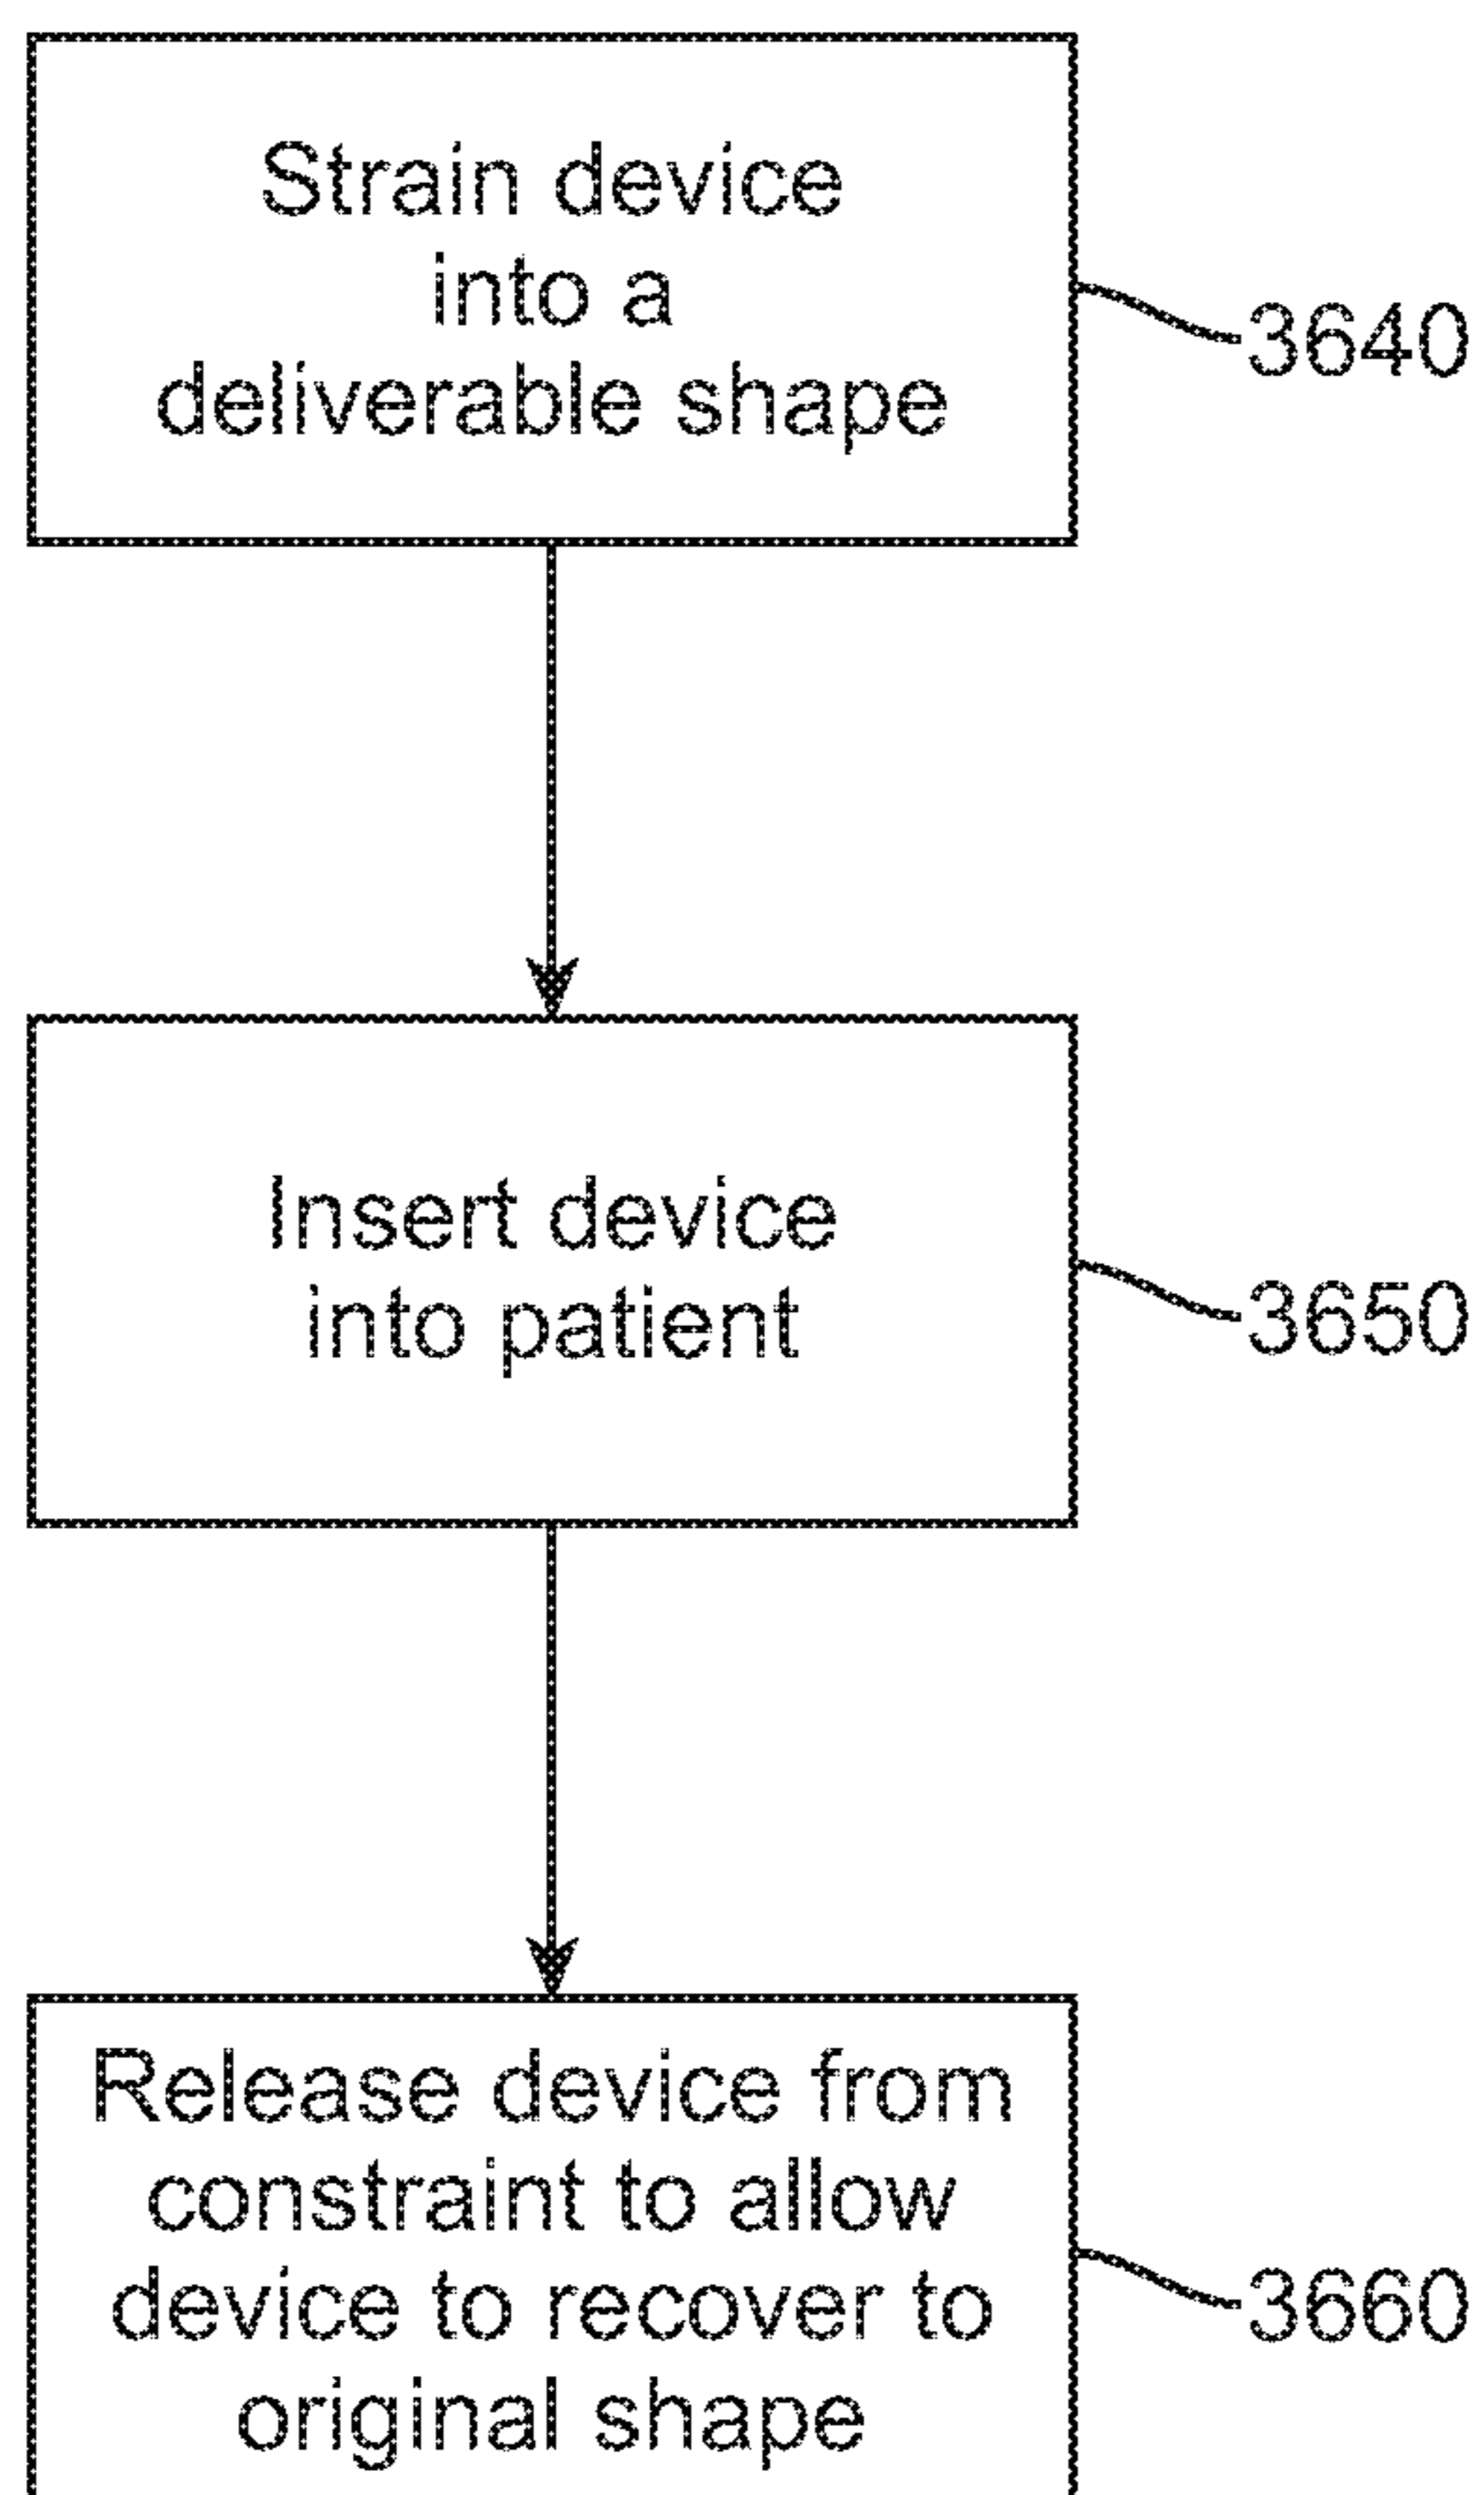 Strain device
into a
deliverable shape
3640
Insert device
into patient
3650
Release device from
constraint to allow
device to recover to
original shape
3660